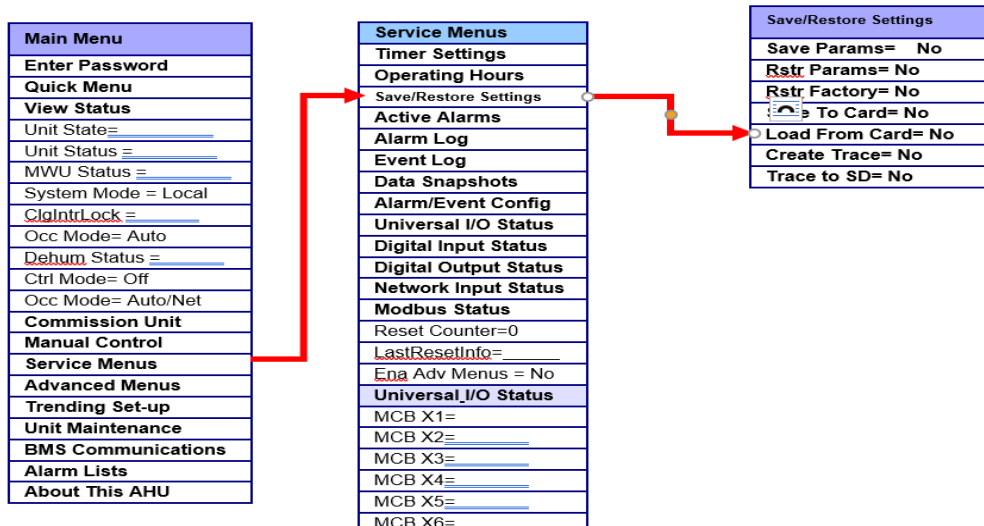 Main Menu
Enter Password
Quick Menu
View Status
Unit State=
Unit Status =
MWU Status =
System Mode = Local
ClgIntrLock =
Occ Mode= Auto
Dehum Status =
Ctrl Mode= Off
Occ Mode= Auto/Net
Commission Unit
Manual Control
Service Menus
Advanced Menus
Trending Set-up
Unit Maintenance
BMS Communications
Alarm Lists
About This AHU
Service Menus
Timer Settings
Operating Hours
Save/Restore Settings
Active Alarms
Alarm Log
Event Log
Data Snapshots
Alarm/Event Config
Universal I/O Status
Digital Input Status
Digital Output Status
Network Input Status
Modbus Status
Reset Counter=0
LastResetInfo=______
Ena Adv Menus = No
Universal I/O Status
MCB X1=
MCB X2=
MCB X3=
MCB X4=
MCB X5=
MCB X6=
Save/Restore Settings
Save Params= No
Rstr Params= No
Rstr Factory= No
To Card= No
Load From Card= No
Create Trace= No
Trace to SD= No